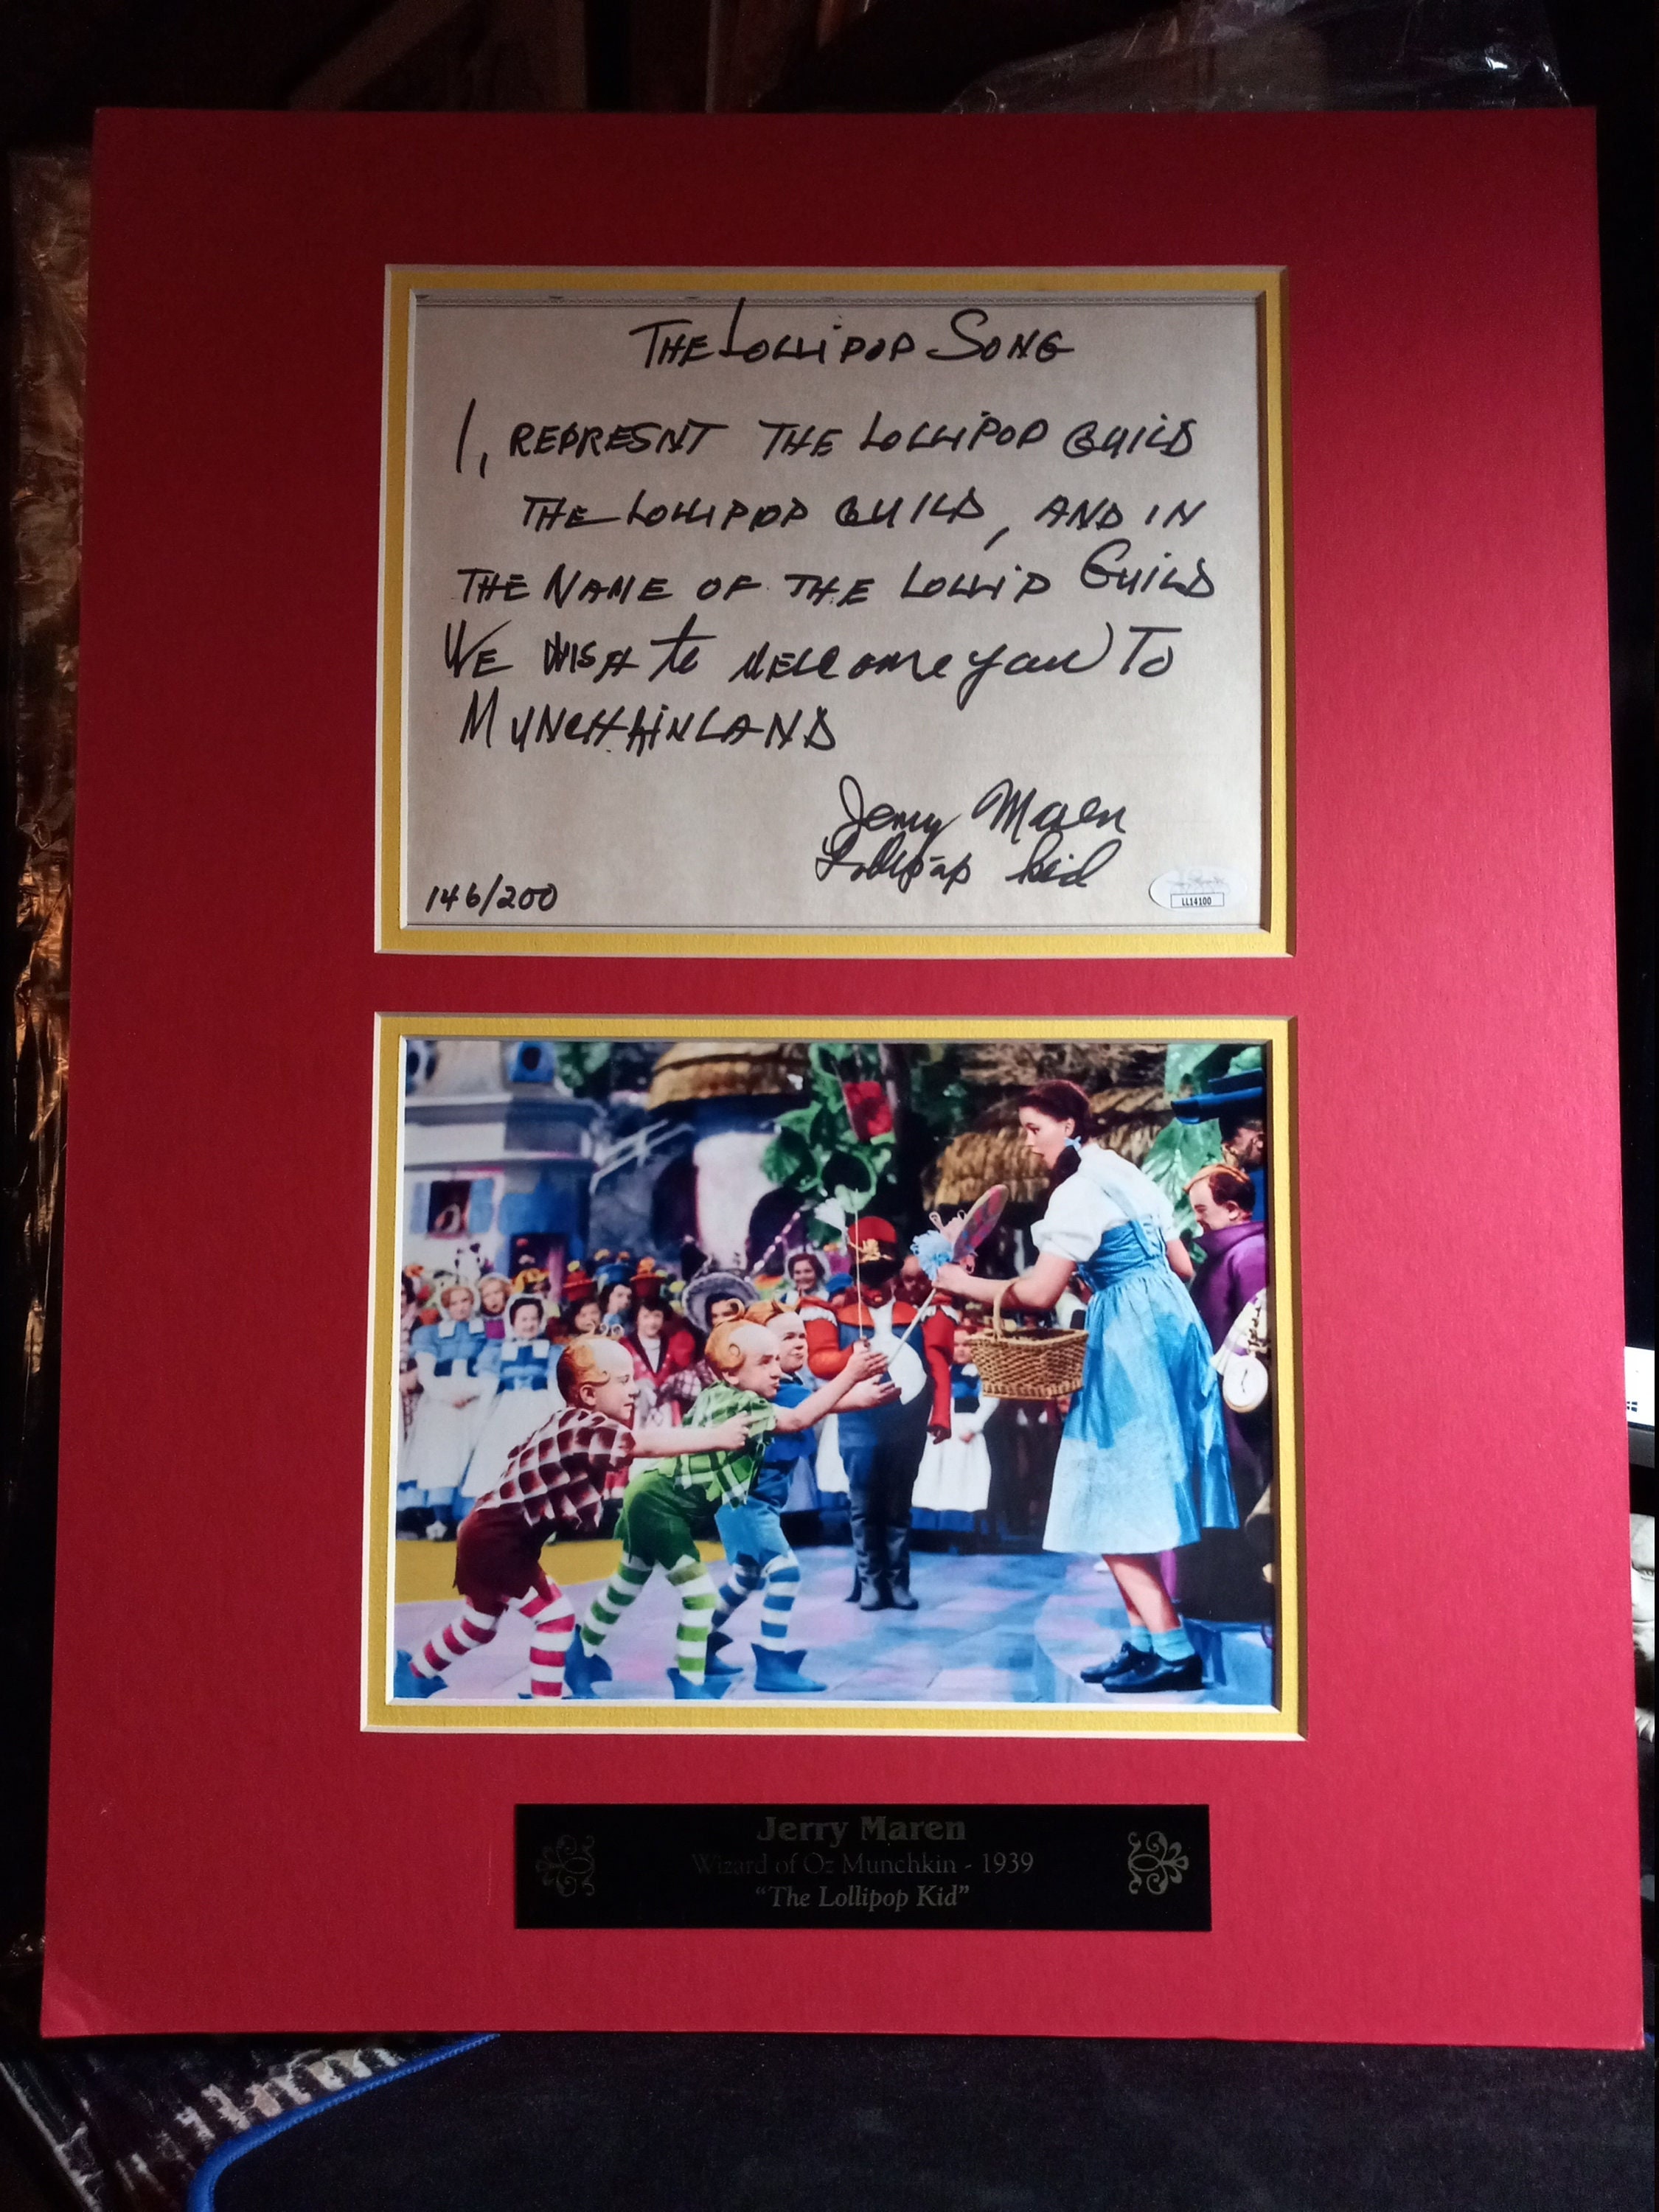 THE LOLLIPOP SONG
I, REPRESNT THE LOLLIPOP GUILD
THE LOLLIPOP GUILD, AND IN
THE NAME OF THE LOLLIP GUILD
WE WISH to WELCOME you TO
MUNCHKINLAND
Jerry Maren
Lollipop kid
146/200
LL14100
Jerry Maren
Wizard of Oz Munchkin - 1939
"The Lollipop Kid"